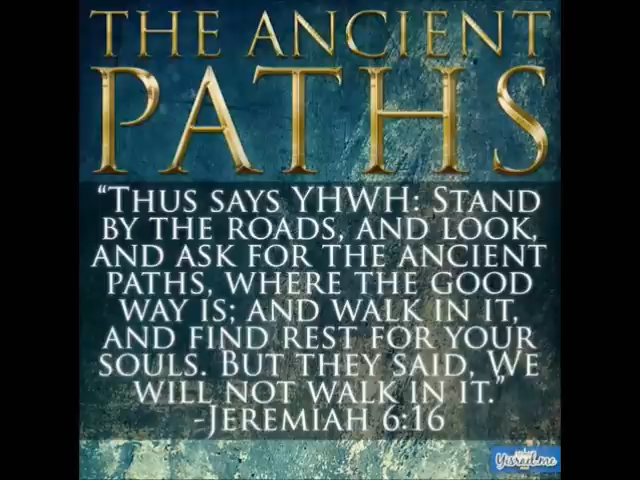 THE ANCIENT
PATHS
“THUS SAYS YHWH: STAND
BY THE ROADS, AND LOOK,
AND ASK FOR THE ANCIENT
PATHS, WHERE THE GOOD
WAY IS; AND WALK IN IT,
AND FIND REST FOR YOUR
SOULS. BUT THEY SAID, WE
WILL NOT WALK IN IT.”
-JEREMIAH 6:16
Yisrael.me